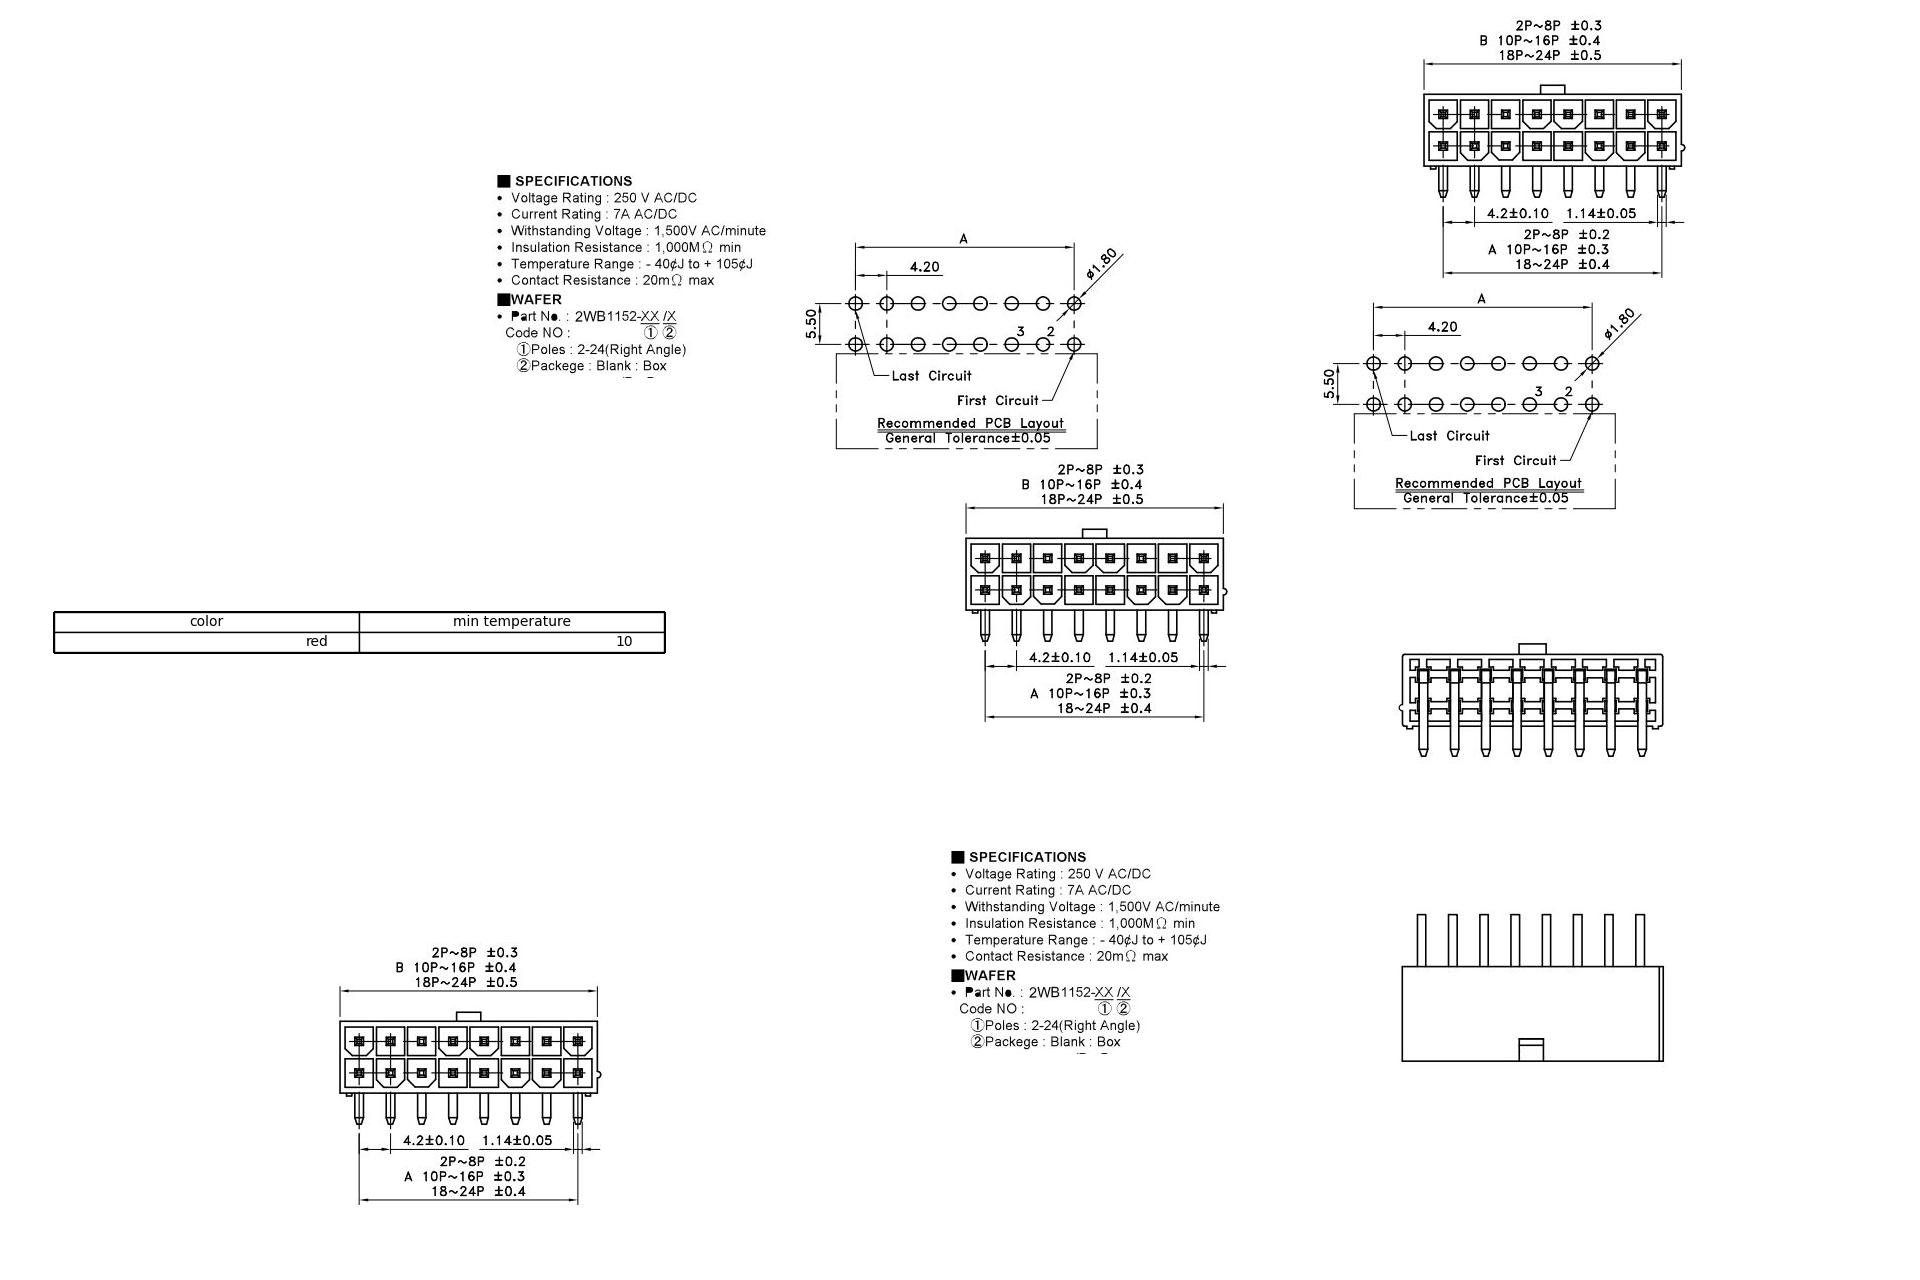 2P~8P ±0.3
B 10P~16P ±0.4
18P~24P ±0.5
4.2±0.10 1.14±0.05
2P~8P ±0.2
A 10P~16P ±0.3
18~24P ±0.4
■ SPECIFICATIONS
• Voltage Rating : 250 V AC/DC
• Current Rating : 7A AC/DC
• Withstanding Voltage : 1,500V AC/minute
• Insulation Resistance : 1,000MΩ min
• Temperature Range : - 40¢J to + 105¢J
• Contact Resistance : 20mΩ max
■WAFER
• Part No. : 2WB1152-XX /X
Code NO : ① ②
①Poles : 2-24(Right Angle)
②Packege : Blank : Box
A
4.20
ø1.80
5.50
3 2
Last Circuit
First Circuit
Recommended PCB Layout
General Tolerance±0.05
A
4.20
ø1.80
5.50
3 2
Last Circuit
First Circuit
Recommended PCB Layout
General Tolerance±0.05
2P~8P ±0.3
B 10P~16P ±0.4
18P~24P ±0.5
4.2±0.10 1.14±0.05
2P~8P ±0.2
A 10P~16P ±0.3
18~24P ±0.4
color min temperature
red 10
■ SPECIFICATIONS
• Voltage Rating : 250 V AC/DC
• Current Rating : 7A AC/DC
• Withstanding Voltage : 1,500V AC/minute
• Insulation Resistance : 1,000MΩ min
• Temperature Range : - 40¢J to + 105¢J
• Contact Resistance : 20mΩ max
■WAFER
• Part No. : 2WB1152-XX /X
Code NO : ① ②
①Poles : 2-24(Right Angle)
②Packege : Blank : Box
2P~8P ±0.3
B 10P~16P ±0.4
18P~24P ±0.5
4.2±0.10 1.14±0.05
2P~8P ±0.2
A 10P~16P ±0.3
18~24P ±0.4